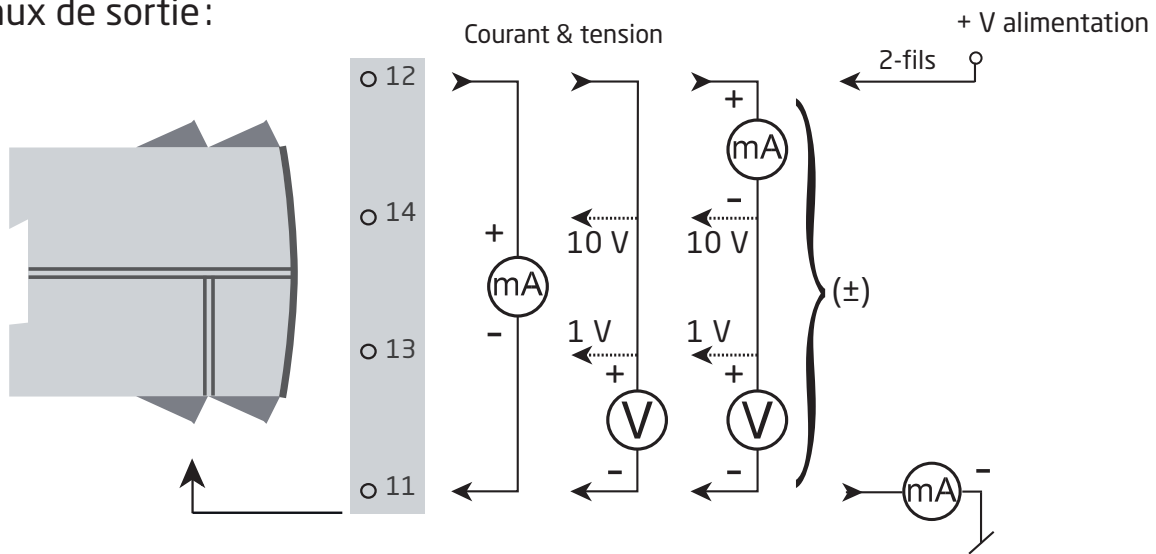 aux de sortie:
Courant & tension
+ V alimentation
2-fils
12
+
mA
-
14
10 V
10 V
+
mA
-
(±)
13
1 V
1 V
+
+
V
V
-
-
11
mA
-